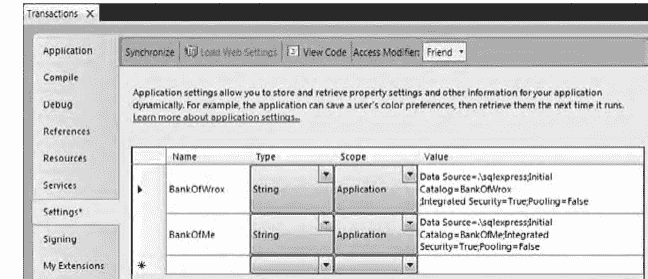 Transactions X
Application
Compile
Debug
References
Resources
Services
Settings*
Signing
My Extensions
Synchronize Load Web Settings View Code Access Modifier: Friend
Application settings allow you to store and retrieve property settings and other information for your application
dynamically. For example, the application can save a user's color preferences, then retrieve them the next time it runs.
Learn more about application settings...
Name Type Scope Value
BankOfWrox String Application Data Source=.\sqlexpress;Initial
Catalog=BankOfWrox
;Integrated Security=True;Pooling=False
BankOfMe String Application Data Source=.\sqlexpress;Initial
Catalog=BankOfMe;Integrated
Security=True;Pooling=False
*